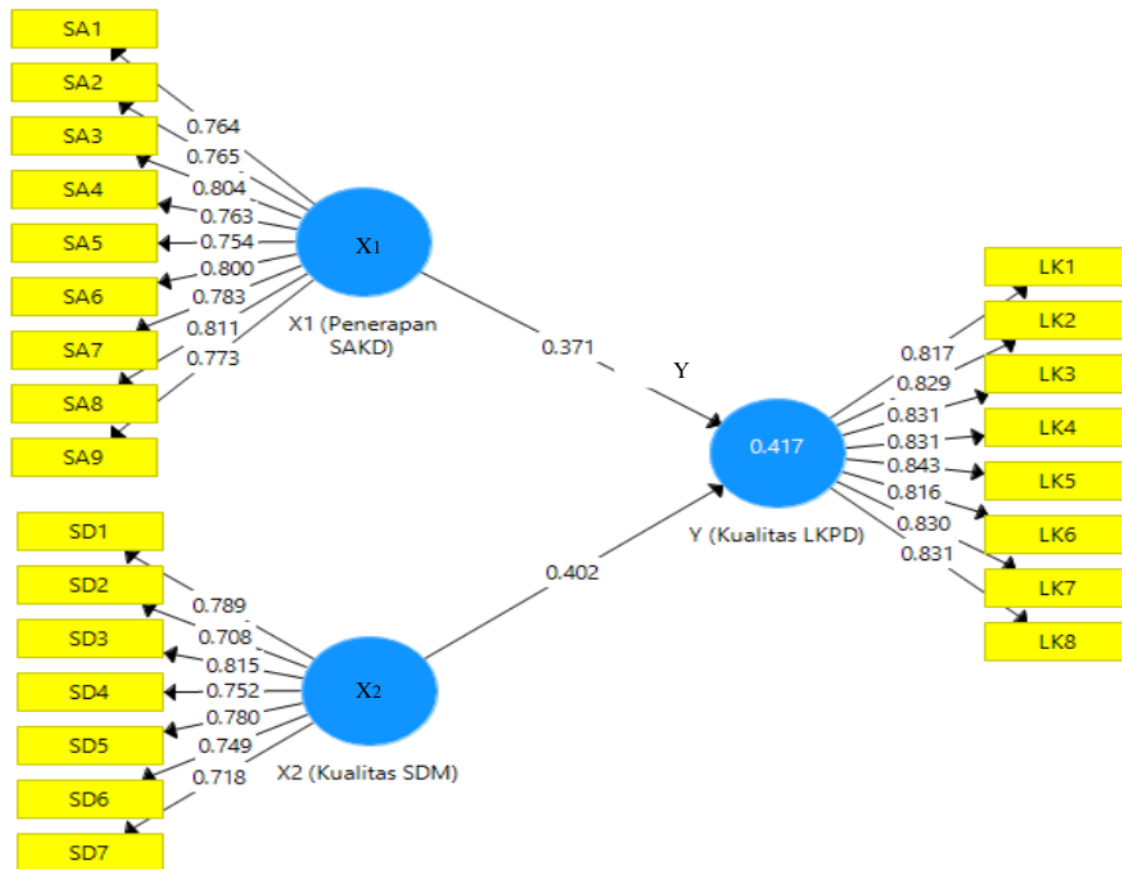 SA1
SA2
SA3
SA4
SA5
SA6
SA7
SA8
SA9
0.764
0.765
0.804
0.763
0.754
0.800
0.783
0.811
0.773
X1
X1 (Penerapan
SAKD)
0.371
Y
SD1
SD2
SD3
SD4
SD5
SD6
SD7
0.789
0.708
0.815
0.752
0.780
0.749
0.718
X2
X2 (Kualitas SDM)
0.402
0.417
Y (Kualitas LKPD)
0.817
0.829
0.831
0.831
0.843
0.816
0.830
0.831
LK1
LK2
LK3
LK4
LK5
LK6
LK7
LK8